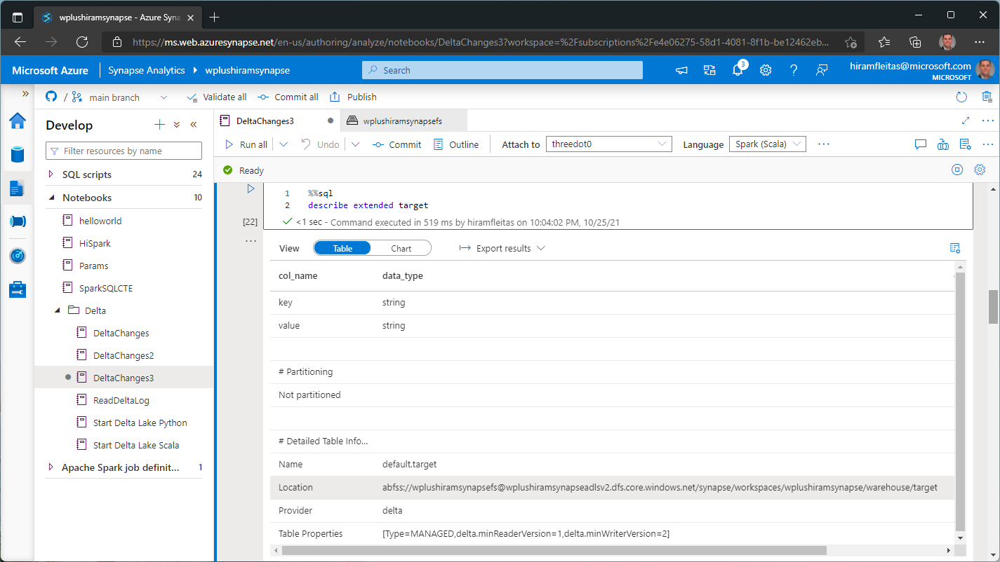 wplushiramsynapse - Azure Syna
https://ms.web.azuresynapse.net/en-us/authoring/analyze/notebooks/DeltaChanges3?workspace=%2Fsubscriptions%2Fe4e06275-58d1-4081-8f1b-be12462eb...
Microsoft Azure
Synapse Analytics
wplushiramsynapse
Search
3
hiramfleitas@microsoft.com
MICROSOFT
/ main branch
Validate all
Commit all
Publish
Develop
Filter resources by name
SQL scripts 24
Notebooks 10
helloworld
HiSpark
Params
SparkSQLCTE
Delta
DeltaChanges
DeltaChanges2
DeltaChanges3
ReadDeltaLog
Start Delta Lake Python
Start Delta Lake Scala
Apache Spark job definit... 1
DeltaChanges3
wplushiramsynapsefs
Run all
Undo
Commit
Outline
Attach to threedot0
Language Spark (Scala)
Ready
1 %%sql
2 describe extended target
[22] <1 sec - Command executed in 519 ms by hiramfleitas on 10:04:02 PM, 10/25/21
View Table Chart Export results
col_name data_type
key string
value string
# Partitioning
Not partitioned
# Detailed Table Info...
Name default.target
Location abfss://wplushiramsynapsefs@wplushiramsynapseadlsv2.dfs.core.windows.net/synapse/workspaces/wplushiramsynapse/warehouse/target
Provider delta
Table Properties [Type=MANAGED,delta.minReaderVersion=1,delta.minWriterVersion=2]